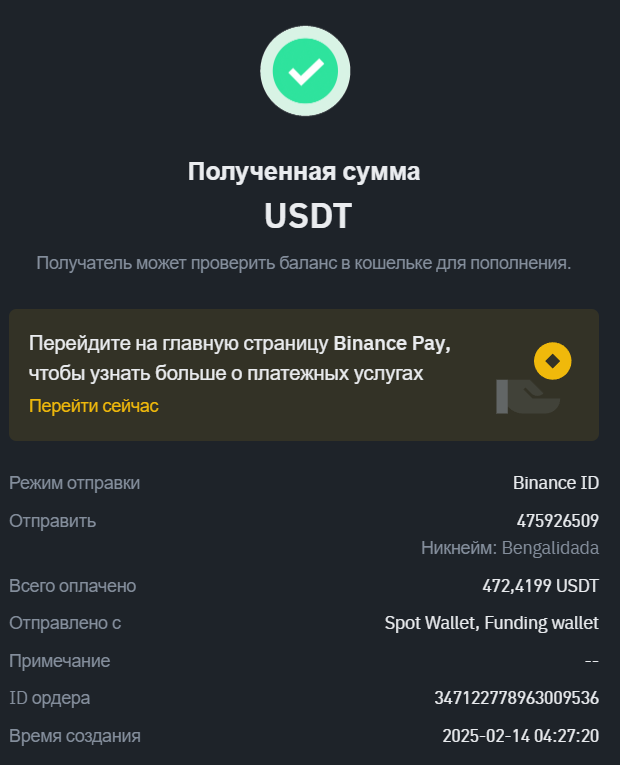 Полученная сумма
USDT
Получатель может проверить баланс в кошельке для пополнения.
Перейдите на главную страницу Binance Pay,
чтобы узнать больше о платежных услугах
Перейти сейчас
Режим отправки Binance ID
Отправить 475926509
Никнейм: Bengalidada
Всего оплачено 472,4199 USDT
Отправлено с Spot Wallet, Funding wallet
Примечание --
ID ордера 347122778963009536
Время создания 2025-02-14 04:27:20